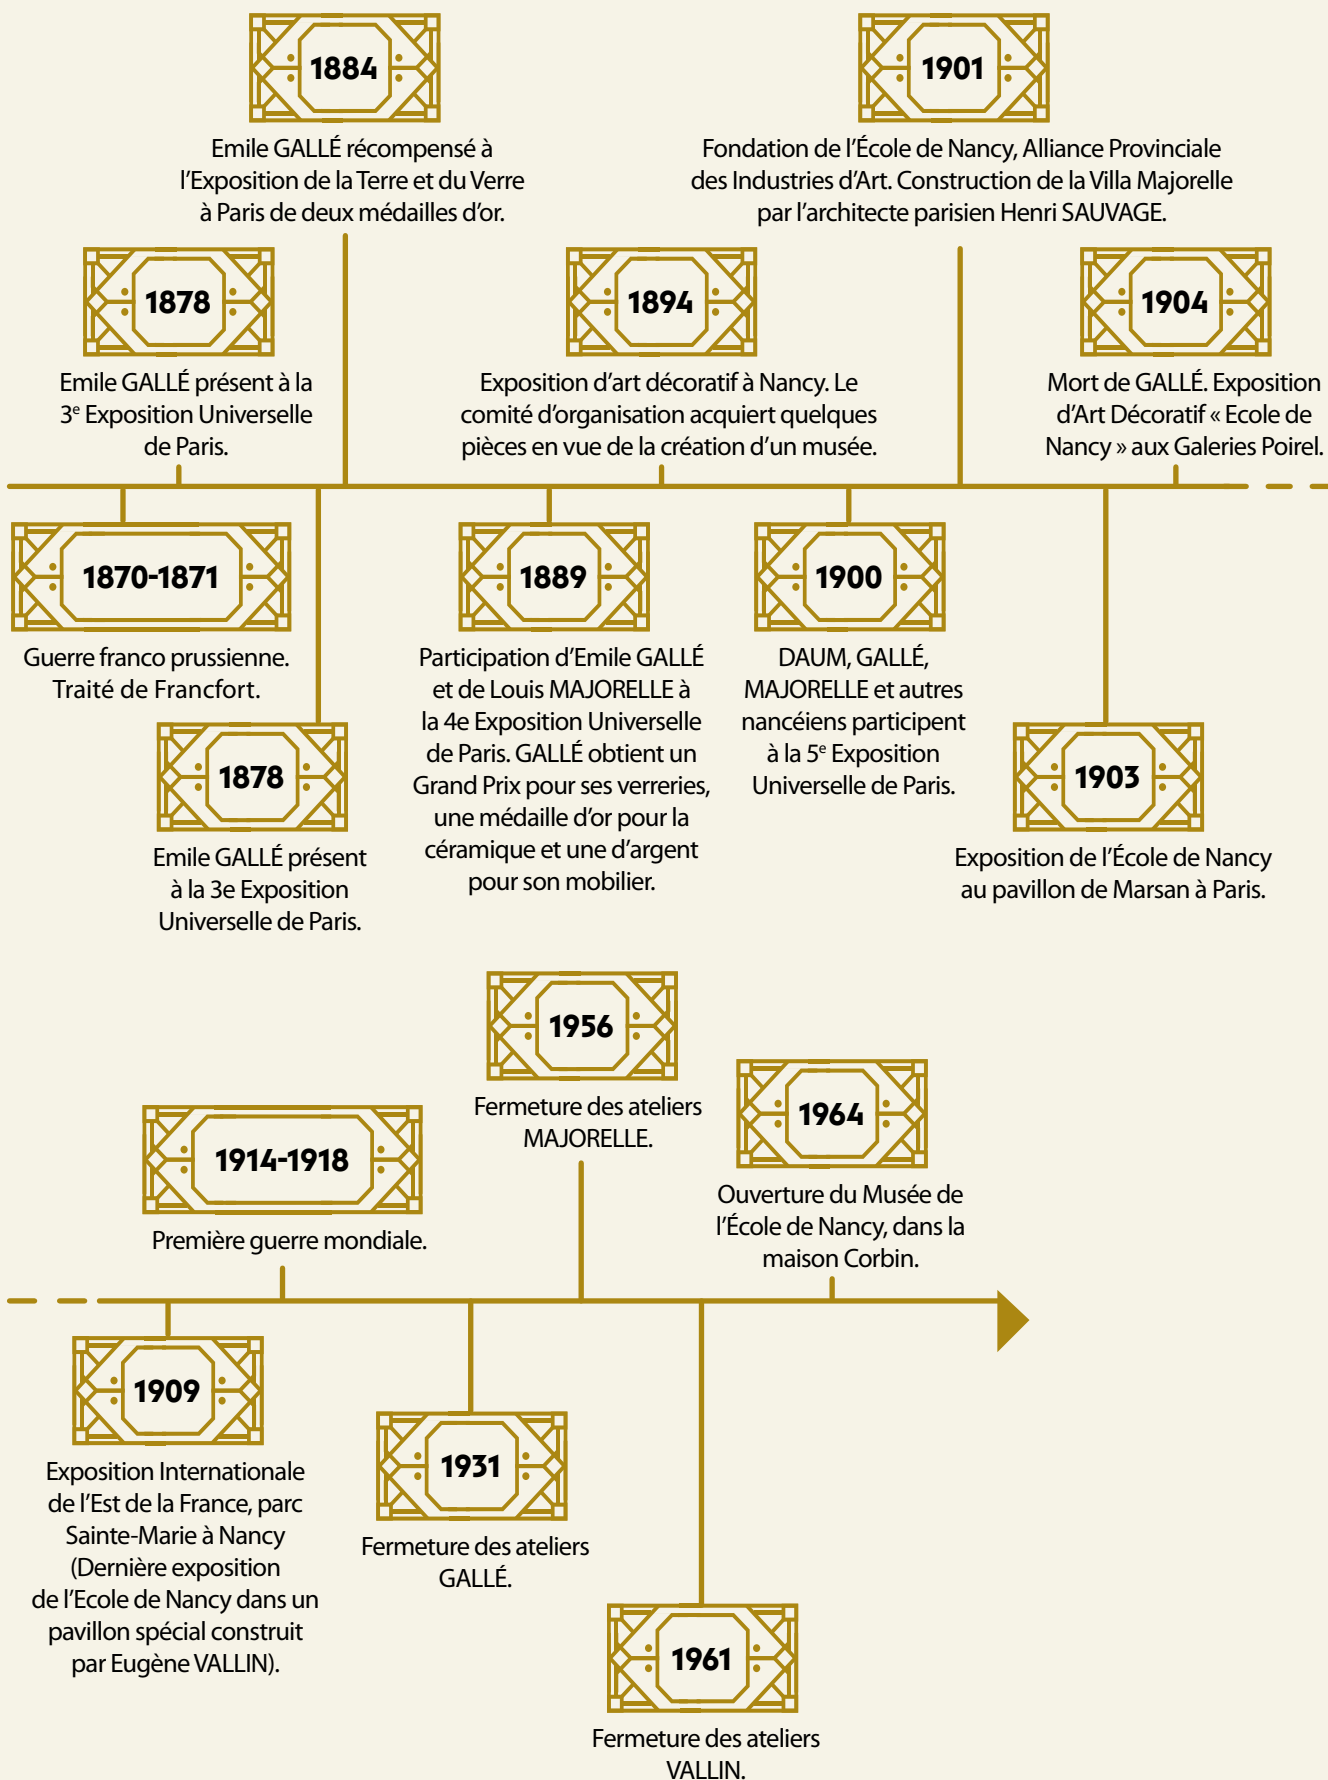 1884
Emile GALLÉ récompensé à
l'Exposition de la Terre et du Verre
à Paris de deux médailles d'or.
1901
Fondation de l'École de Nancy, Alliance Provinciale
des Industries d'Art. Construction de la Villa Majorelle
par l'architecte parisien Henri SAUVAGE.
1878
Emile GALLÉ présent à la
3e Exposition Universelle
de Paris.
1894
Exposition d'art décoratif à Nancy. Le
comité d'organisation acquiert quelques
pièces en vue de la création d'un musée.
1904
Mort de GALLÉ. Exposition
d'Art Décoratif « Ecole de
Nancy » aux Galeries Poirel.
1870-1871
Guerre franco prussienne.
Traité de Francfort.
1878
Emile GALLÉ présent
à la 3e Exposition
Universelle de Paris.
1889
Participation d'Emile GALLÉ
et de Louis MAJORELLE à
la 4e Exposition Universelle
de Paris. GALLÉ obtient un
Grand Prix pour ses verreries,
une médaille d'or pour la
céramique et une d'argent
pour son mobilier.
1900
DAUM, GALLÉ,
MAJORELLE et autres
nancéiens participent
à la 5e Exposition
Universelle de Paris.
1903
Exposition de l'École de Nancy
au pavillon de Marsan à Paris.
1956
Fermeture des ateliers
MAJORELLE.
1964
Ouverture du Musée de
l'École de Nancy, dans la
maison Corbin.
1914-1918
Première guerre mondiale.
1909
Exposition Internationale
de l'Est de la France, parc
Sainte-Marie à Nancy
(Dernière exposition
de l'Ecole de Nancy dans un
pavillon spécial construit
par Eugène VALLIN).
1931
Fermeture des ateliers
GALLÉ.
1961
Fermeture des ateliers
VALLIN.